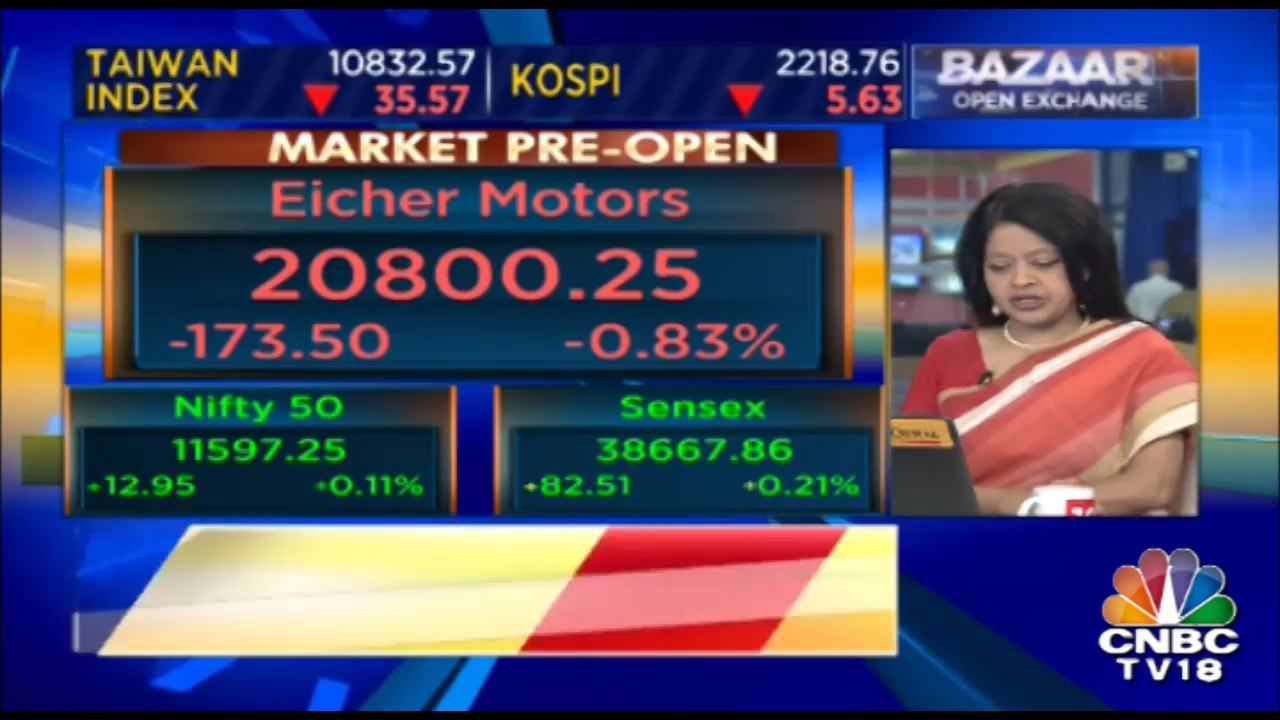 TAIWAN INDEX
10832.57
▼ 35.57
KOSPI
2218.76
▼ 5.63
BAZAAR
OPEN EXCHANGE
MARKET PRE-OPEN
Eicher Motors
20800.25
-173.50 -0.83%
Nifty 50
11597.25
+12.95 +0.11%
Sensex
38667.86
+82.51 +0.21%
CNBC
TV18